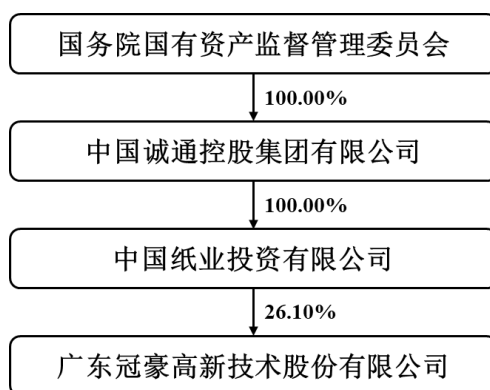 国务院国有资产监督管理委员会
100.00%
中国诚通控股集团有限公司
100.00%
中国纸业投资有限公司
26.10%
广东冠豪高新技术股份有限公司